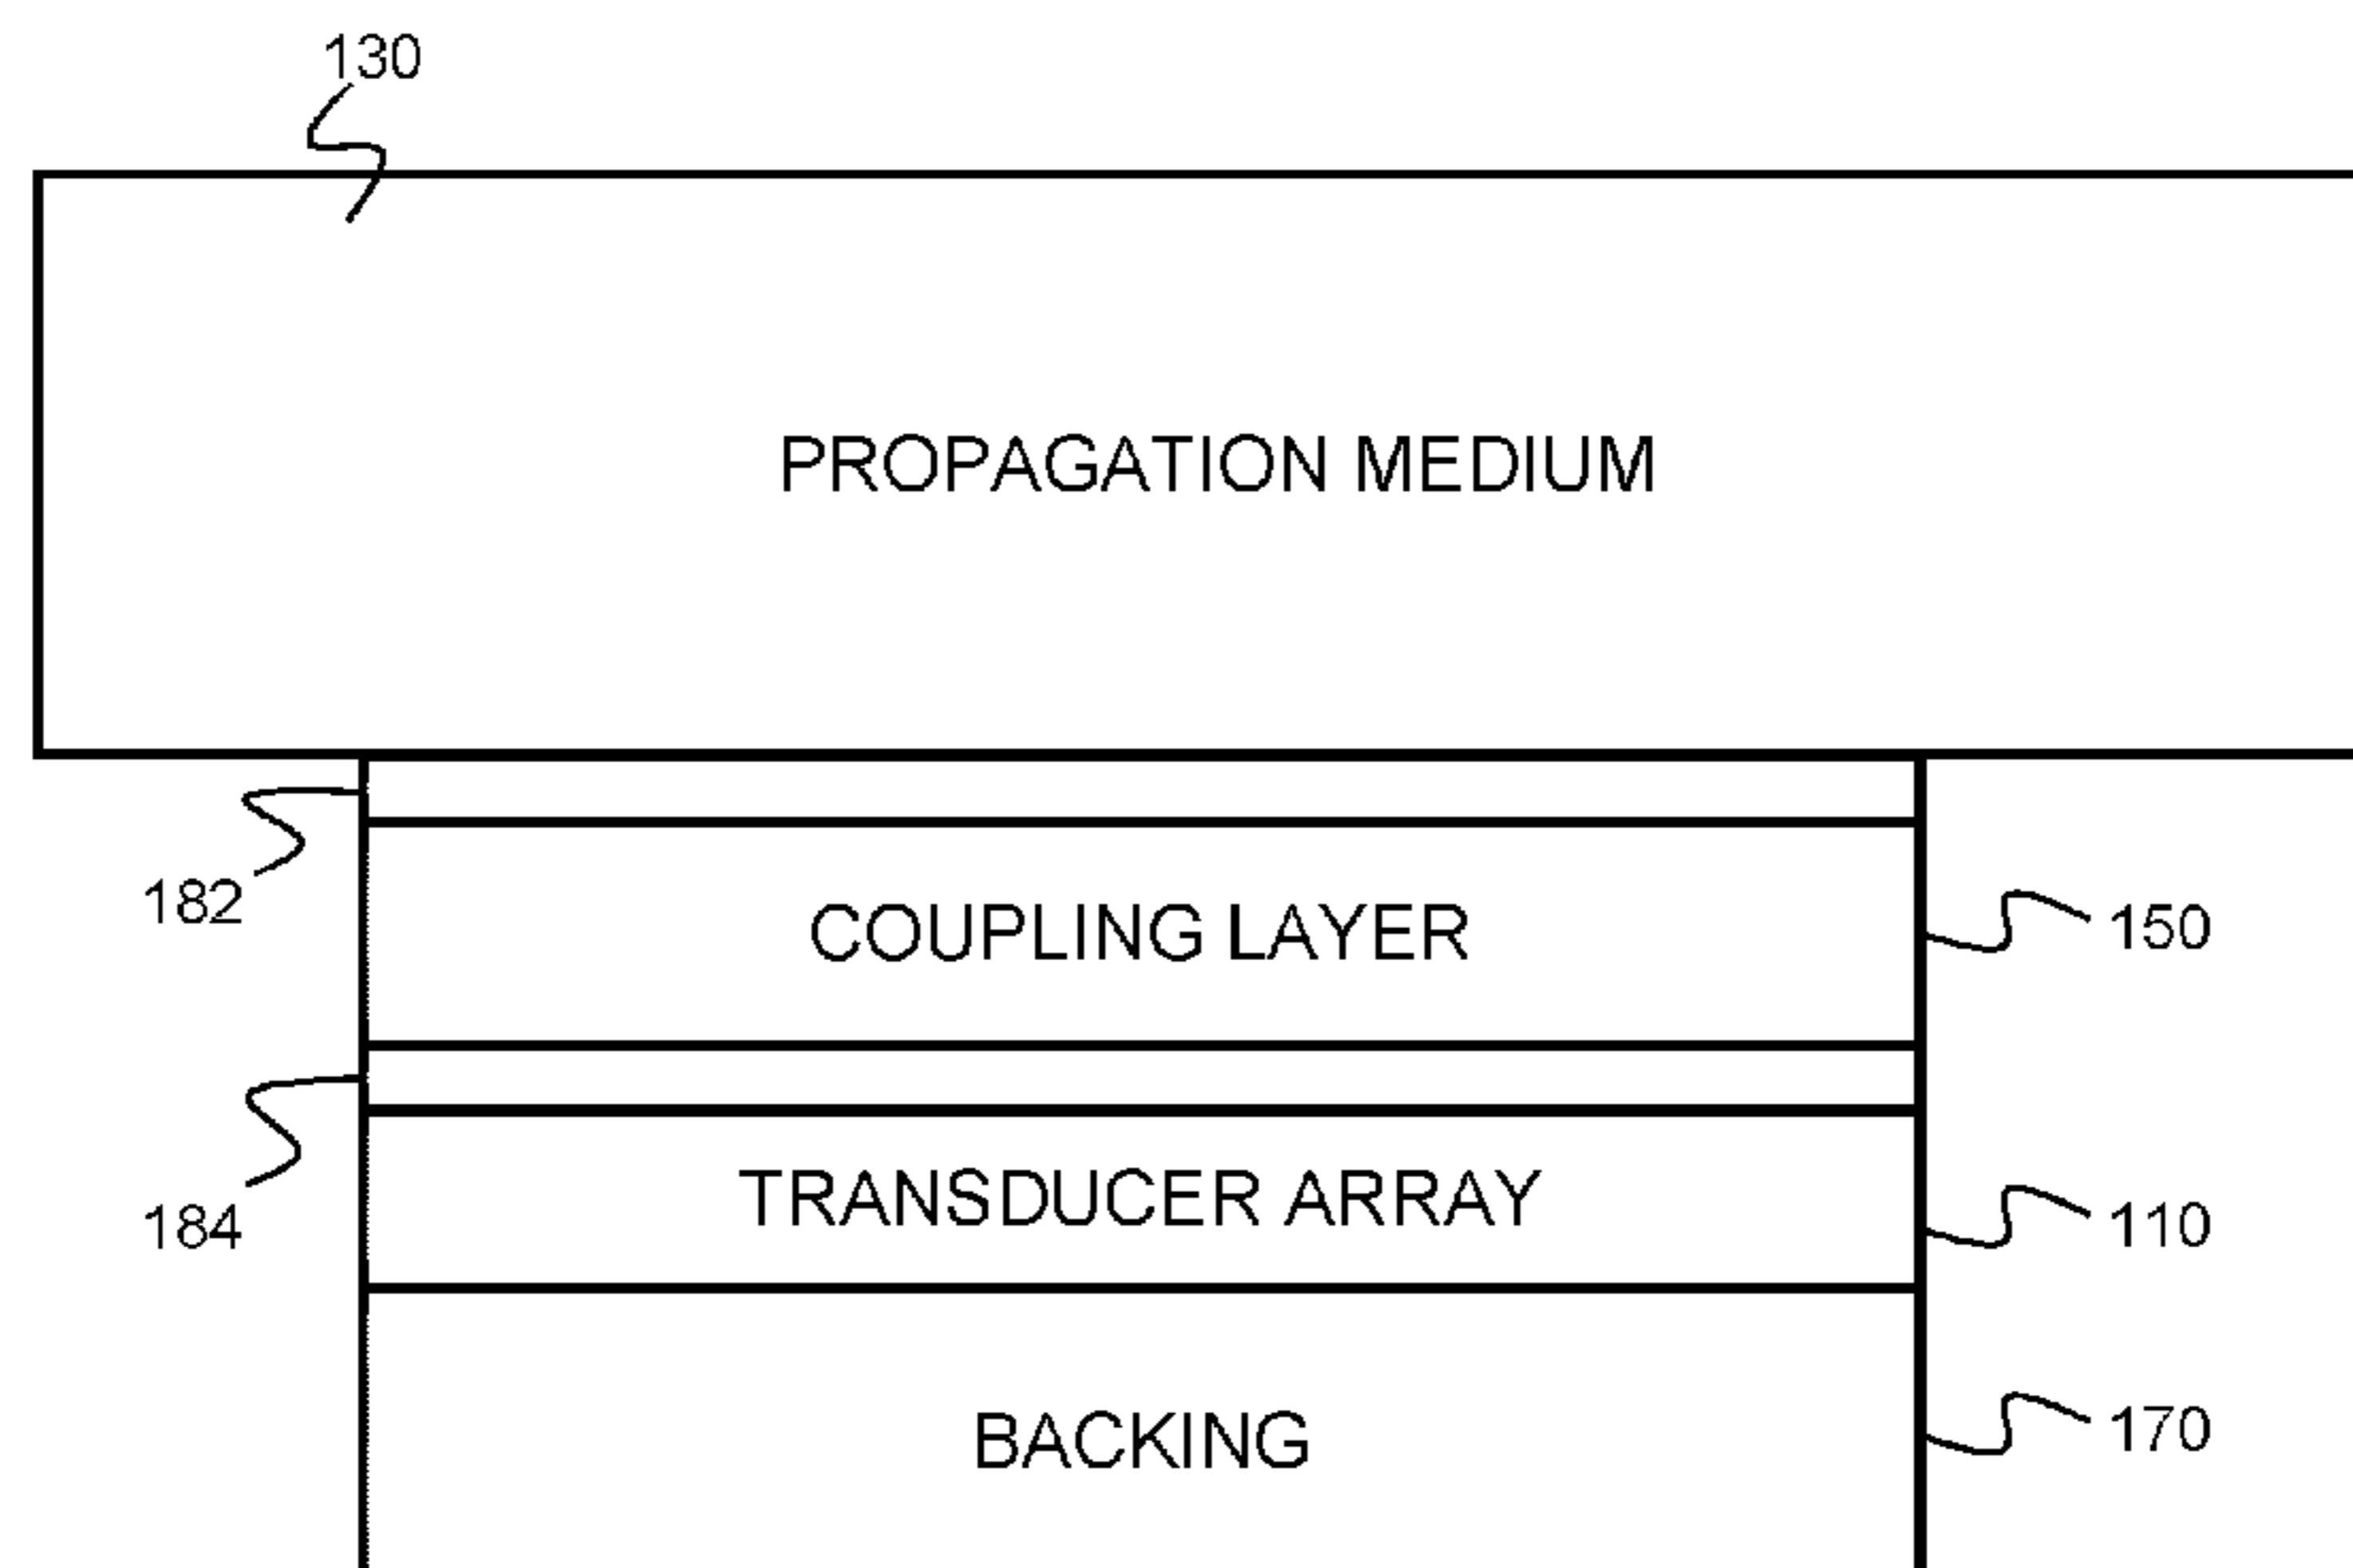 130
PROPAGATION MEDIUM
182
COUPLING LAYER
150
184
TRANSDUCER ARRAY
110
BACKING
170